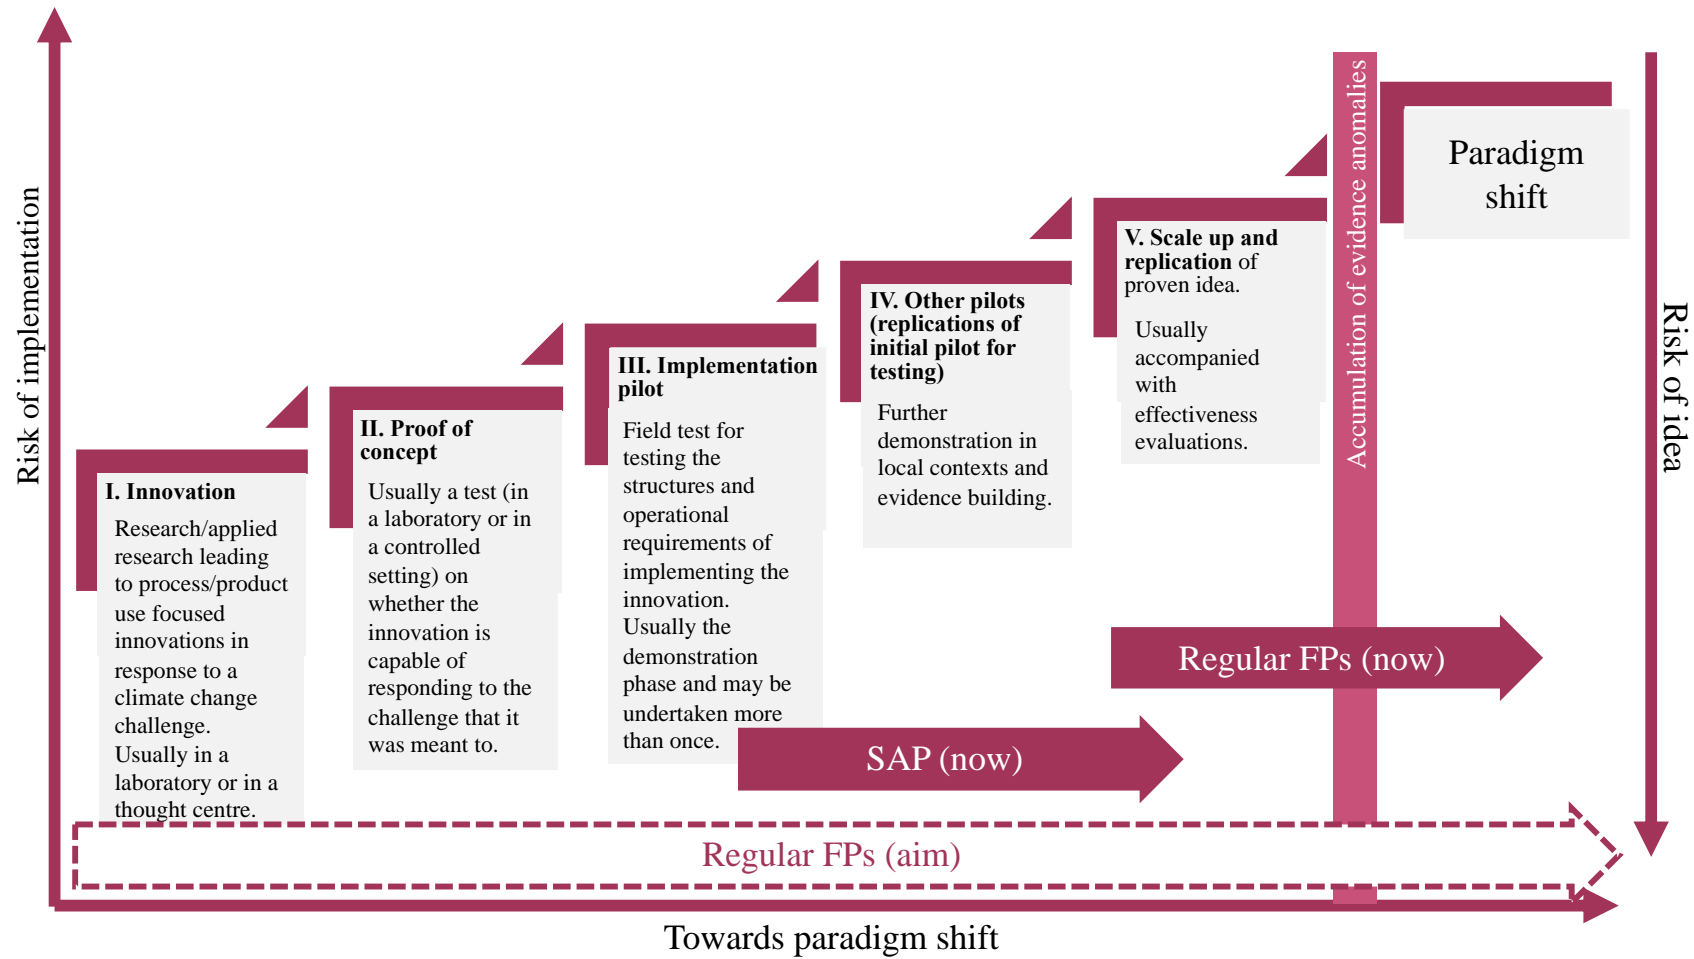 Risk of implementation
I. Innovation
Research/applied
research leading
to process/product
use focused
innovations in
response to a
climate change
challenge.
Usually in a
laboratory or in a
thought centre.
II. Proof of
concept
Usually a test (in
a laboratory or in
a controlled
setting) on
whether the
innovation is
capable of
responding to the
challenge that it
was meant to.
III. Implementation
pilot
Field test for
testing the
structures and
operational
requirements of
implementing the
innovation.
Usually the
demonstration
phase and may be
undertaken more
than once.
IV. Other pilots
(replications of
initial pilot for
testing)
Further
demonstration in
local contexts and
evidence building.
V. Scale up and
replication of
proven idea.
Usually
accompanied
with
effectiveness
evaluations.
Accumulation of evidence anomalies
Paradigm
shift
Risk of idea
Regular FPs (now)
SAP (now)
Regular FPs (aim)
Towards paradigm shift